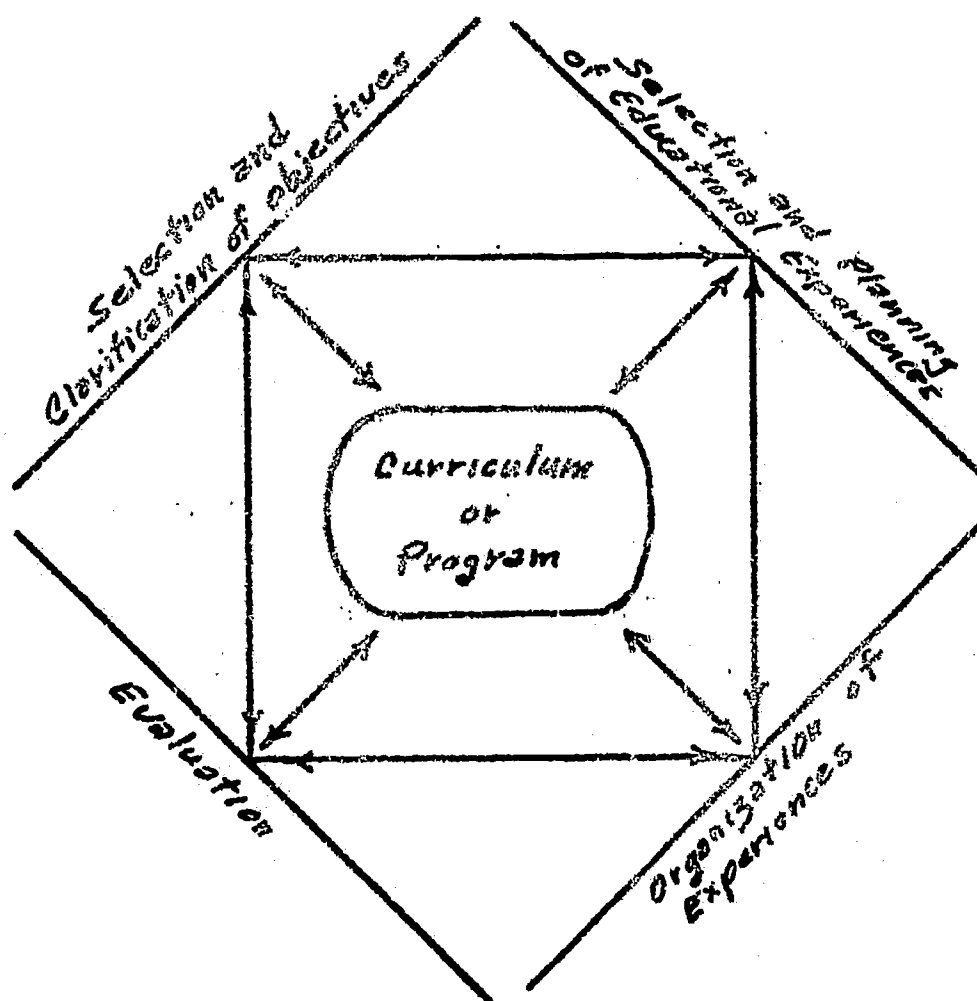 Selection and
Clarification of objectives
Selection and Planning
of Educational Experiences
Curriculum
or
Program
Evaluation
Organization of
Experiences